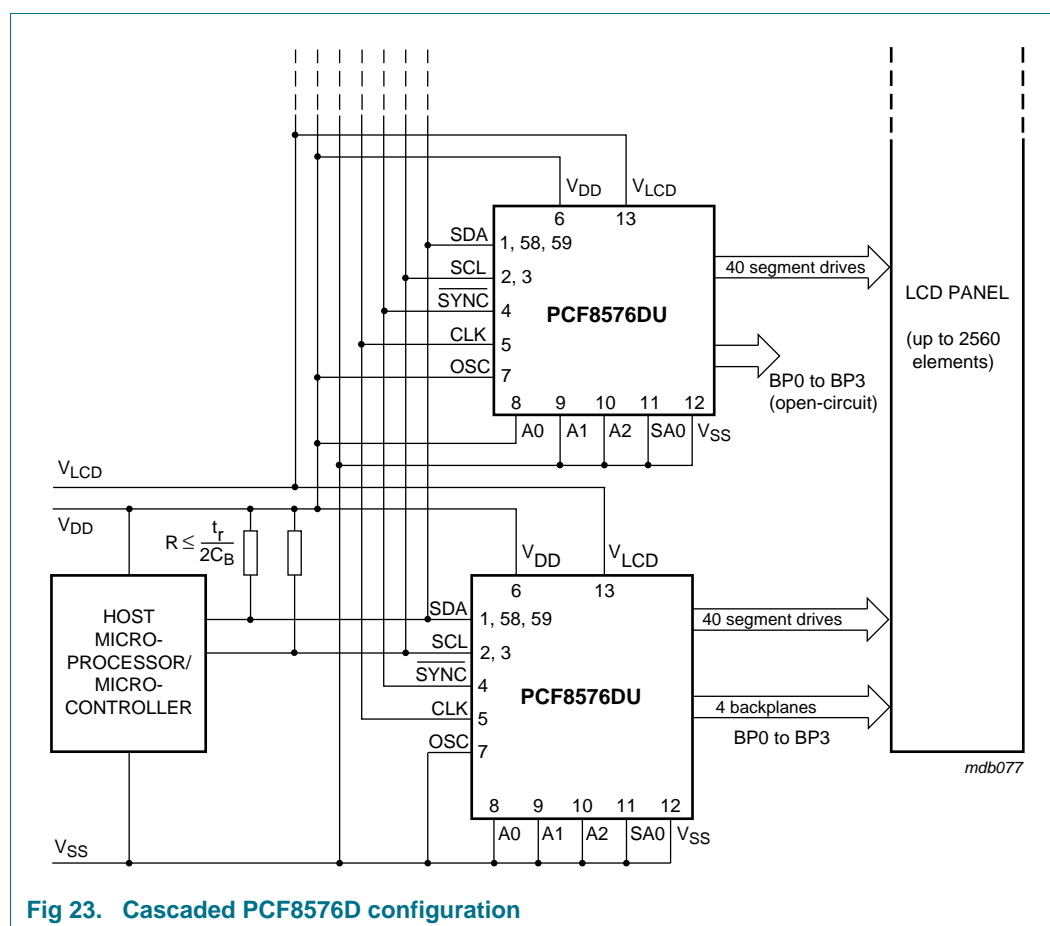 VDD
VLCD
6
13
SDA
1, 58, 59
SCL
2, 3
SYNC
4
PCF8576DU
CLK
5
OSC
7
8
9
10
11
12
A0
A1
A2
SA0
VSS
40 segment drives
BP0 to BP3
(open-circuit)
LCD PANEL
(up to 2560
elements)
VLCD
VDD
R ≤ tr
2CB
HOST
MICRO-
PROCESSOR/
MICRO-
CONTROLLER
VSS
VDD
VLCD
6
13
SDA
1, 58, 59
SCL
2, 3
SYNC
4
PCF8576DU
CLK
5
OSC
7
8
9
10
11
12
A0
A1
A2
SA0
VSS
40 segment drives
4 backplanes
BP0 to BP3
mdb077
Fig 23. Cascaded PCF8576D configuration